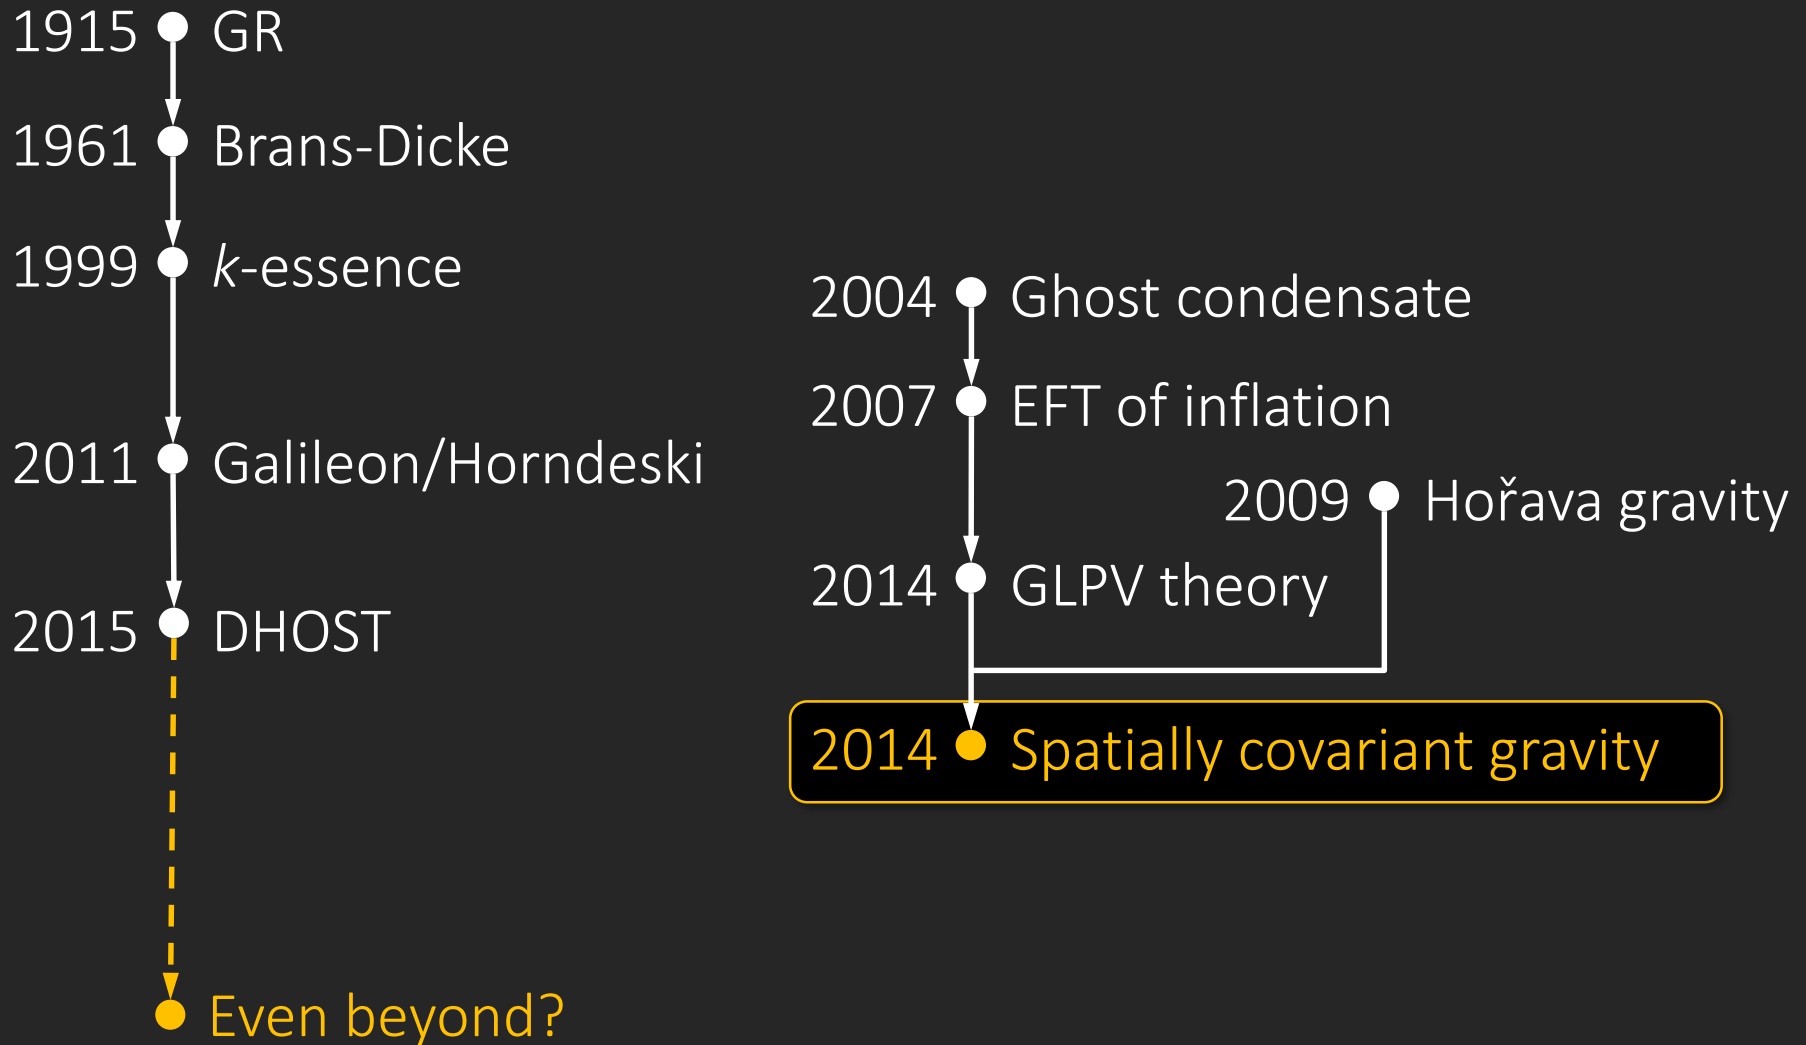 1915 GR
1961 Brans-Dicke
1999 k-essence
2011 Galileon/Horndeski
2015 DHOST
Even beyond?
2004 Ghost condensate
2007 EFT of inflation
2009 Hořava gravity
2014 GLPV theory
2014 Spatially covariant gravity